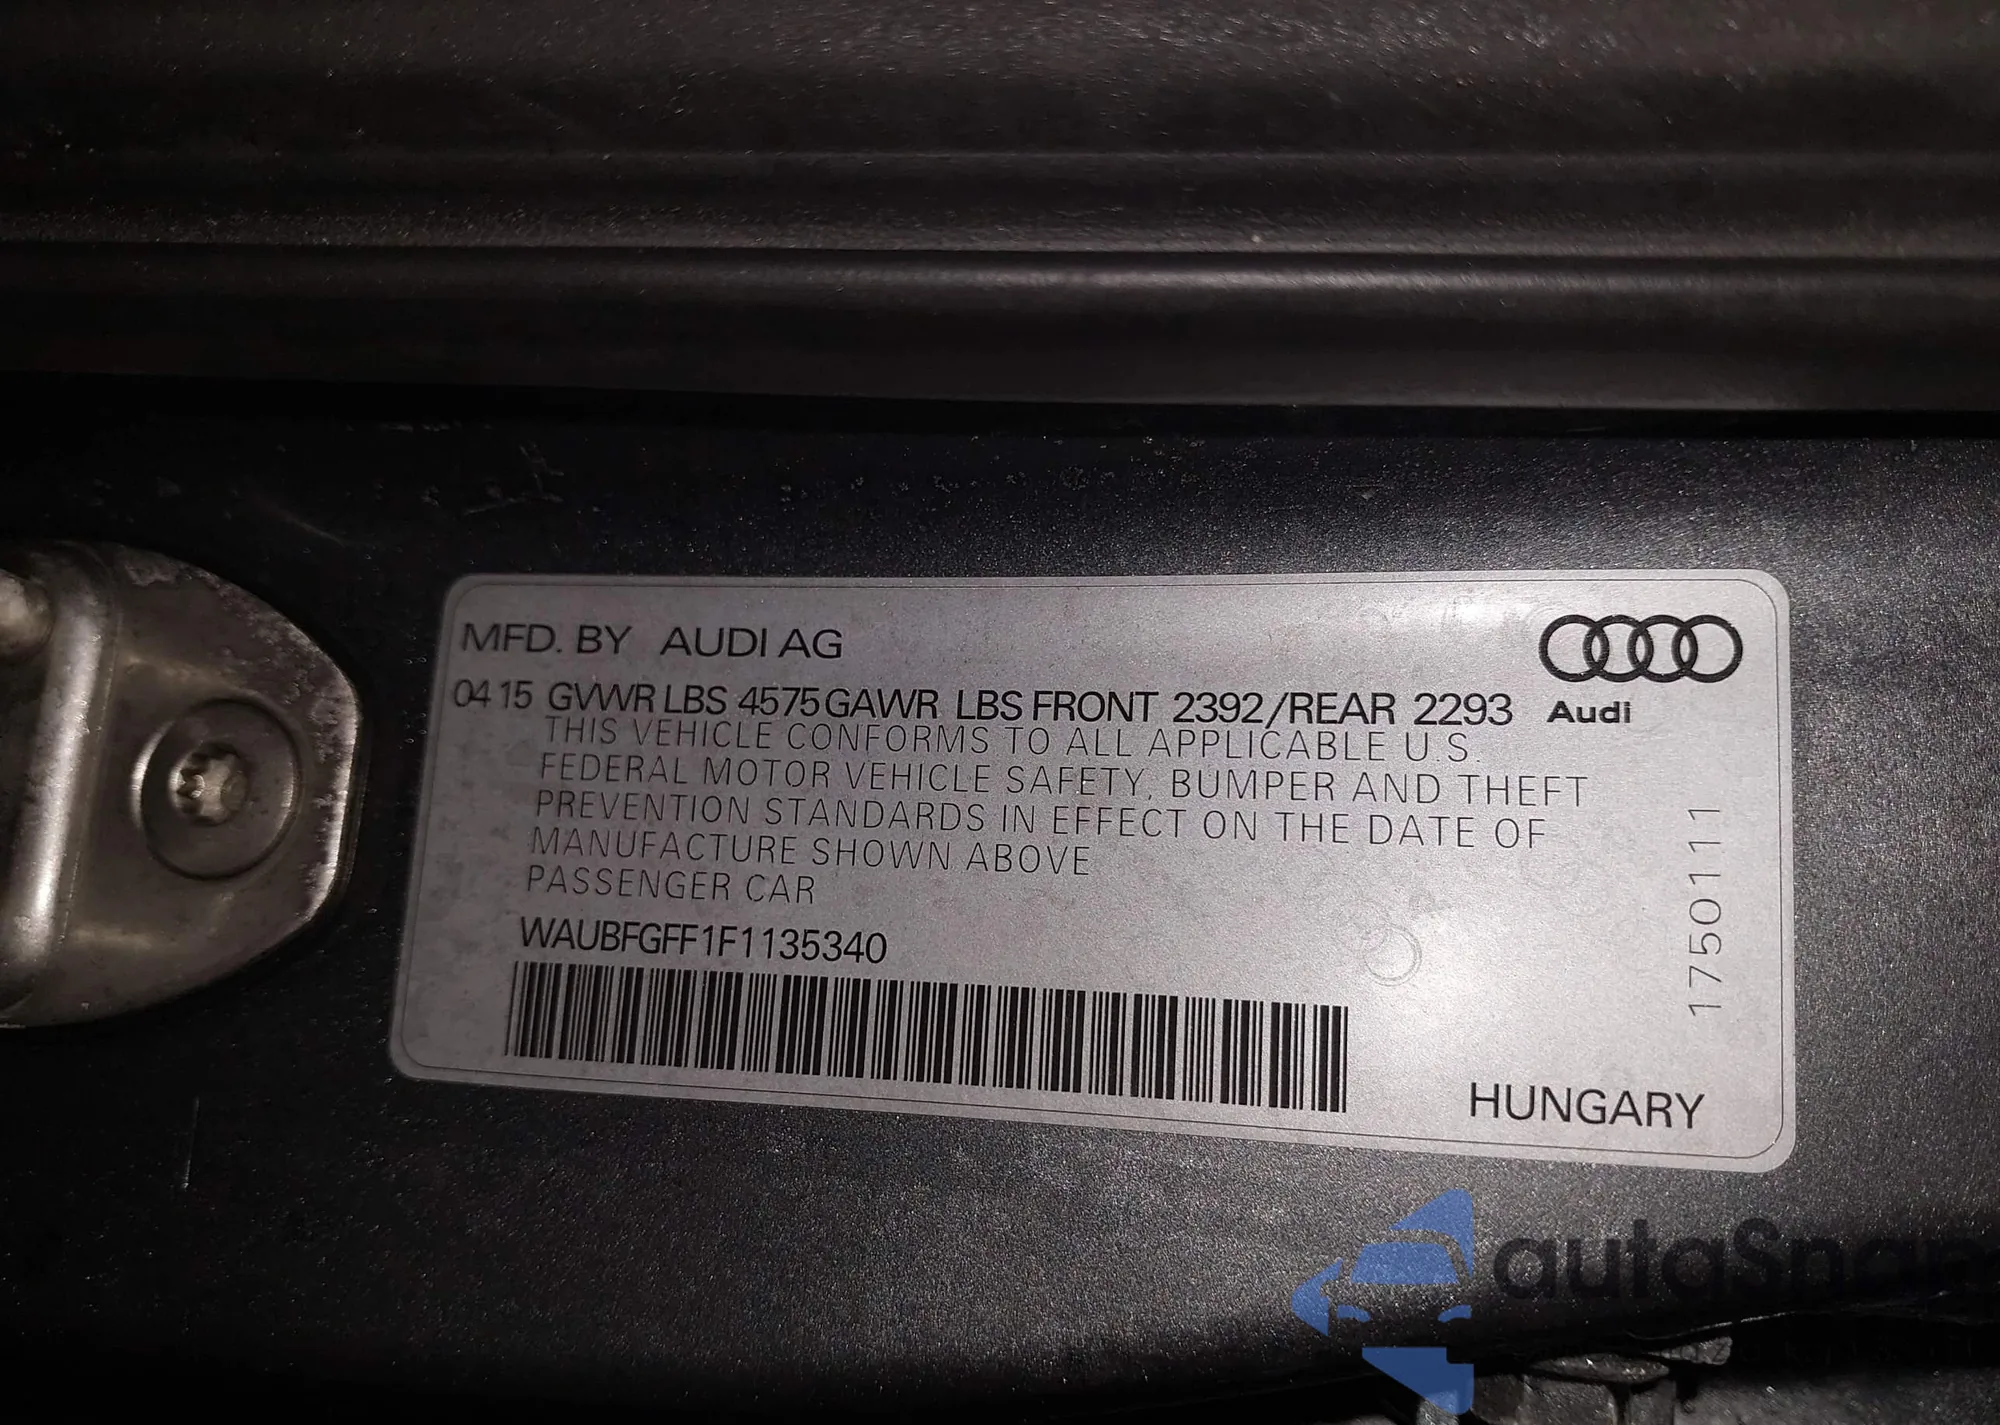 MFD. BY AUDI AG
0415 GVWR LBS 4575 GAWR LBS FRONT 2392/REAR 2293
Audi
THIS VEHICLE CONFORMS TO ALL APPLICABLE U.S.
FEDERAL MOTOR VEHICLE SAFETY, BUMPER AND THEFT
PREVENTION STANDARDS IN EFFECT ON THE DATE OF
MANUFACTURE SHOWN ABOVE
PASSENGER CAR
WAUBFGFF1F1135340
1750111
HUNGARY